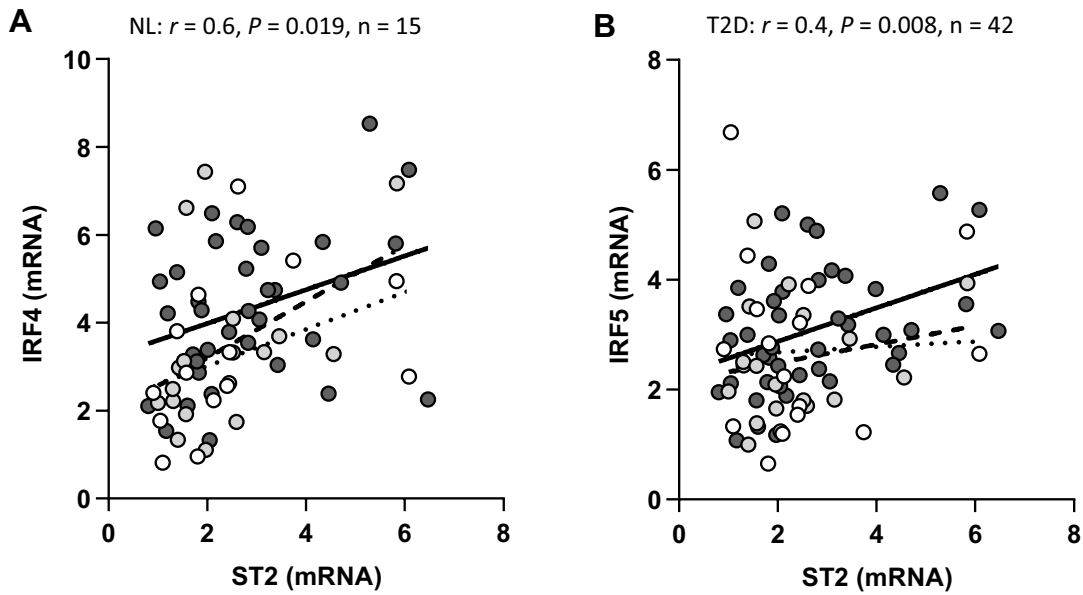 A
NL: r = 0.6, P = 0.019, n = 15
10
8
6
4
2
0
IRF4 (mRNA)
0 2 4 6 8
ST2 (mRNA)
B
T2D: r = 0.4, P = 0.008, n = 42
8
6
4
2
0
IRF5 (mRNA)
0 2 4 6 8
ST2 (mRNA)